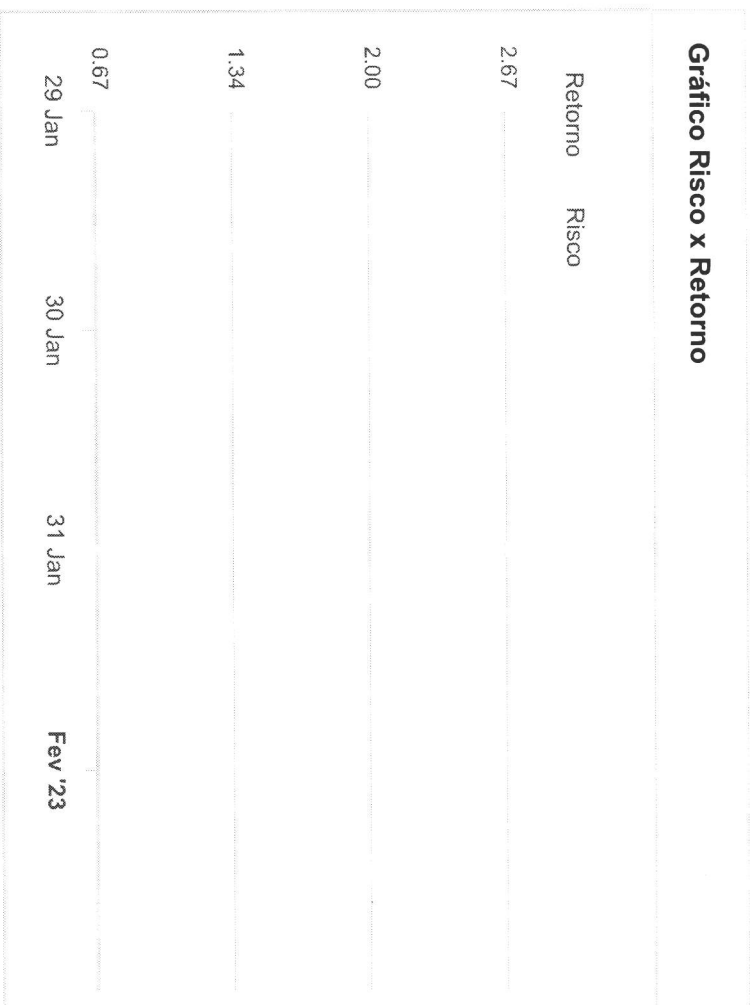 Gráfico Risco x Retorno
Retorno Risco
2.67
2.00
1.34
0.67
29 Jan 30 Jan 31 Jan Fev '23